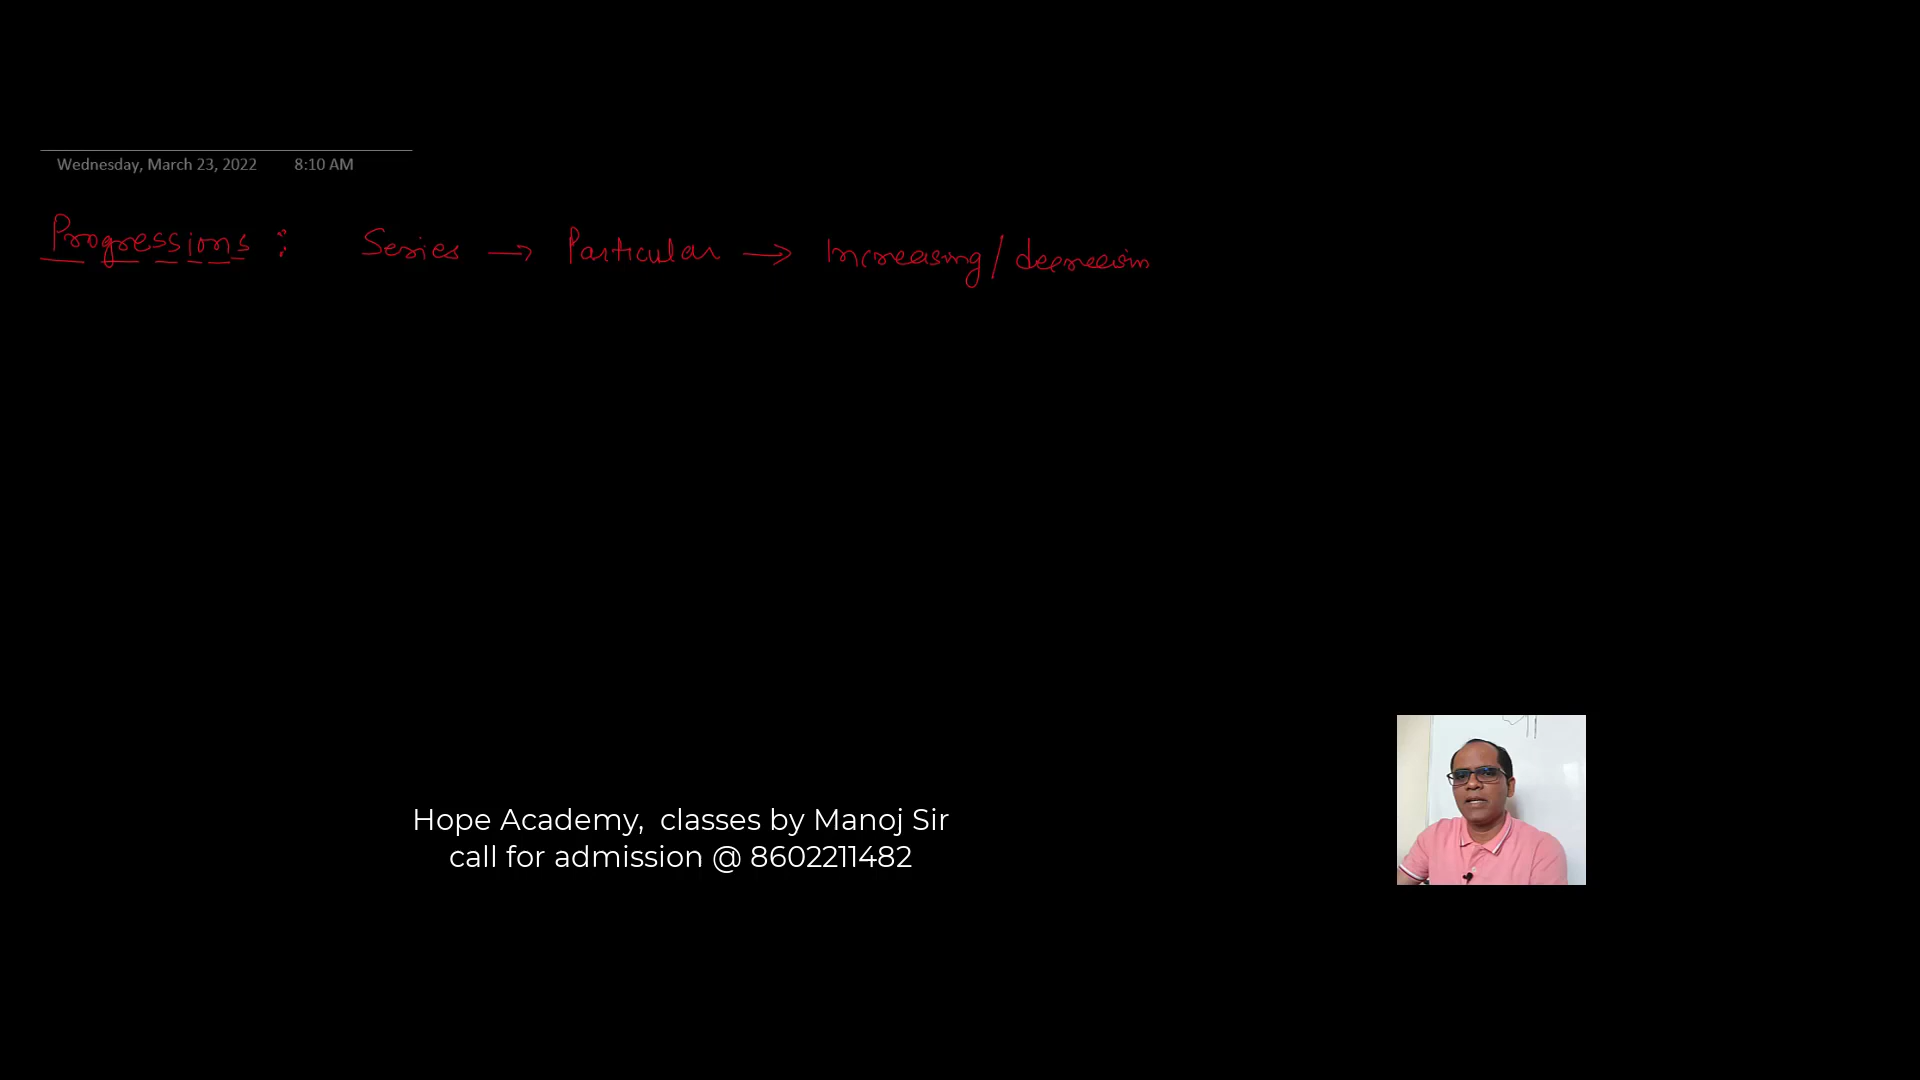 Wednesday, March 23, 2022 8:10 AM
Progressions : Series → Particular → Increasing / decreasin
Hope Academy, classes by Manoj Sir
call for admission @ 8602211482